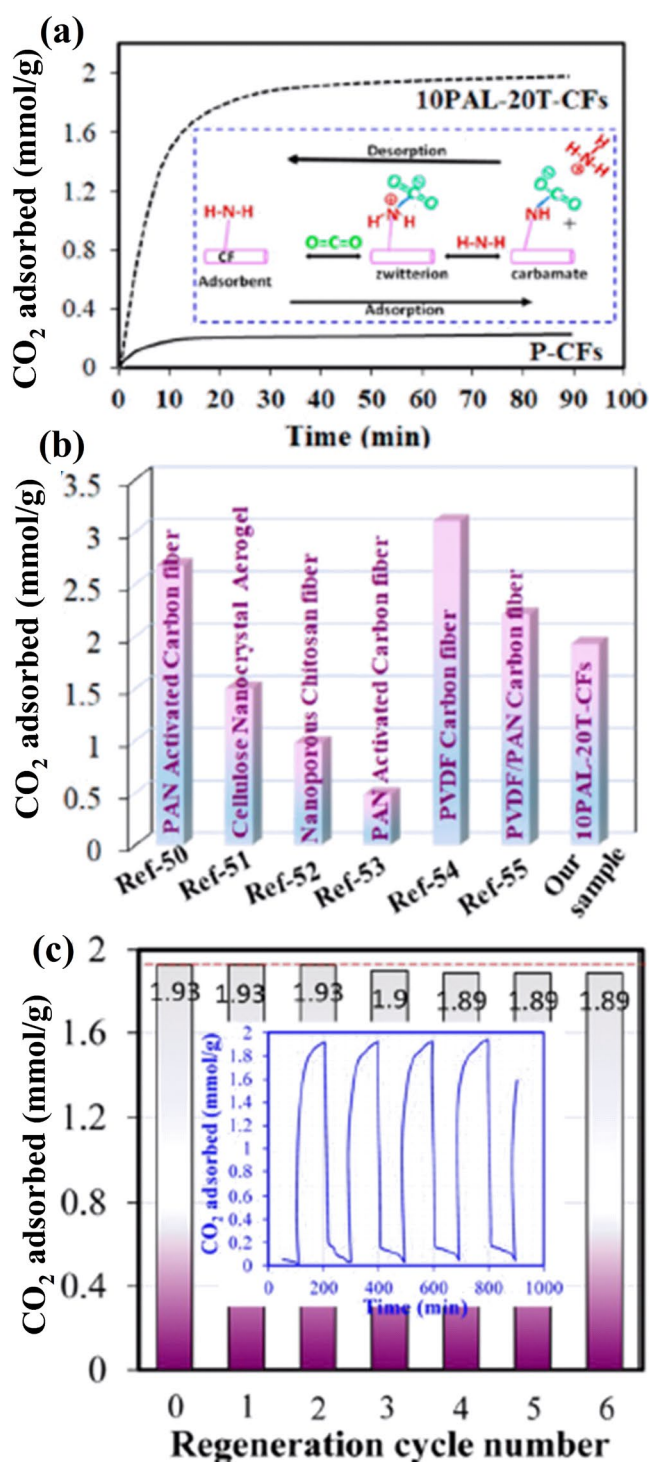 (a)
CO2 adsorbed (mmol/g)
2
1.6
1.2
0.8
0.4
0
10PAL-20T-CFs
Desorption
H-N-H
CF
Adsorbent
O=C=O
H N H
O C O
zwitterion
H-N-H
NH
O C O
+
H-N-H
H
carbamate
Adsorption
P-CFs
0 10 20 30 40 50 60 70 80 90 100
Time (min)
(b)
CO2 adsorbed (mmol/g)
3.5
3
2.5
2
1.5
1
0.5
0
PAN Activated Carbon fiber
Cellulose Nanocrystal Aerogel
Nanoporous Chitosan fiber
PAN Activated Carbon fiber
PVDF Carbon fiber
PVDF/PAN Carbon fiber
10PAL-20T-CFs
Ref-50
Ref-51
Ref-52
Ref-53
Ref-54
Ref-55
Our
sample
(c)
CO2 adsorbed (mmol/g)
2
1.6
1.2
0.8
0.4
0
1.93 1.93 1.93 1.9 1.89 1.89 1.89
CO2 adsorbed (mmol/g)
2
1.8
1.6
1.4
1.2
1
0.8
0.6
0.4
0.2
0
0 200 400 600 800 1000
Time (min)
0 1 2 3 4 5 6
Regeneration cycle number